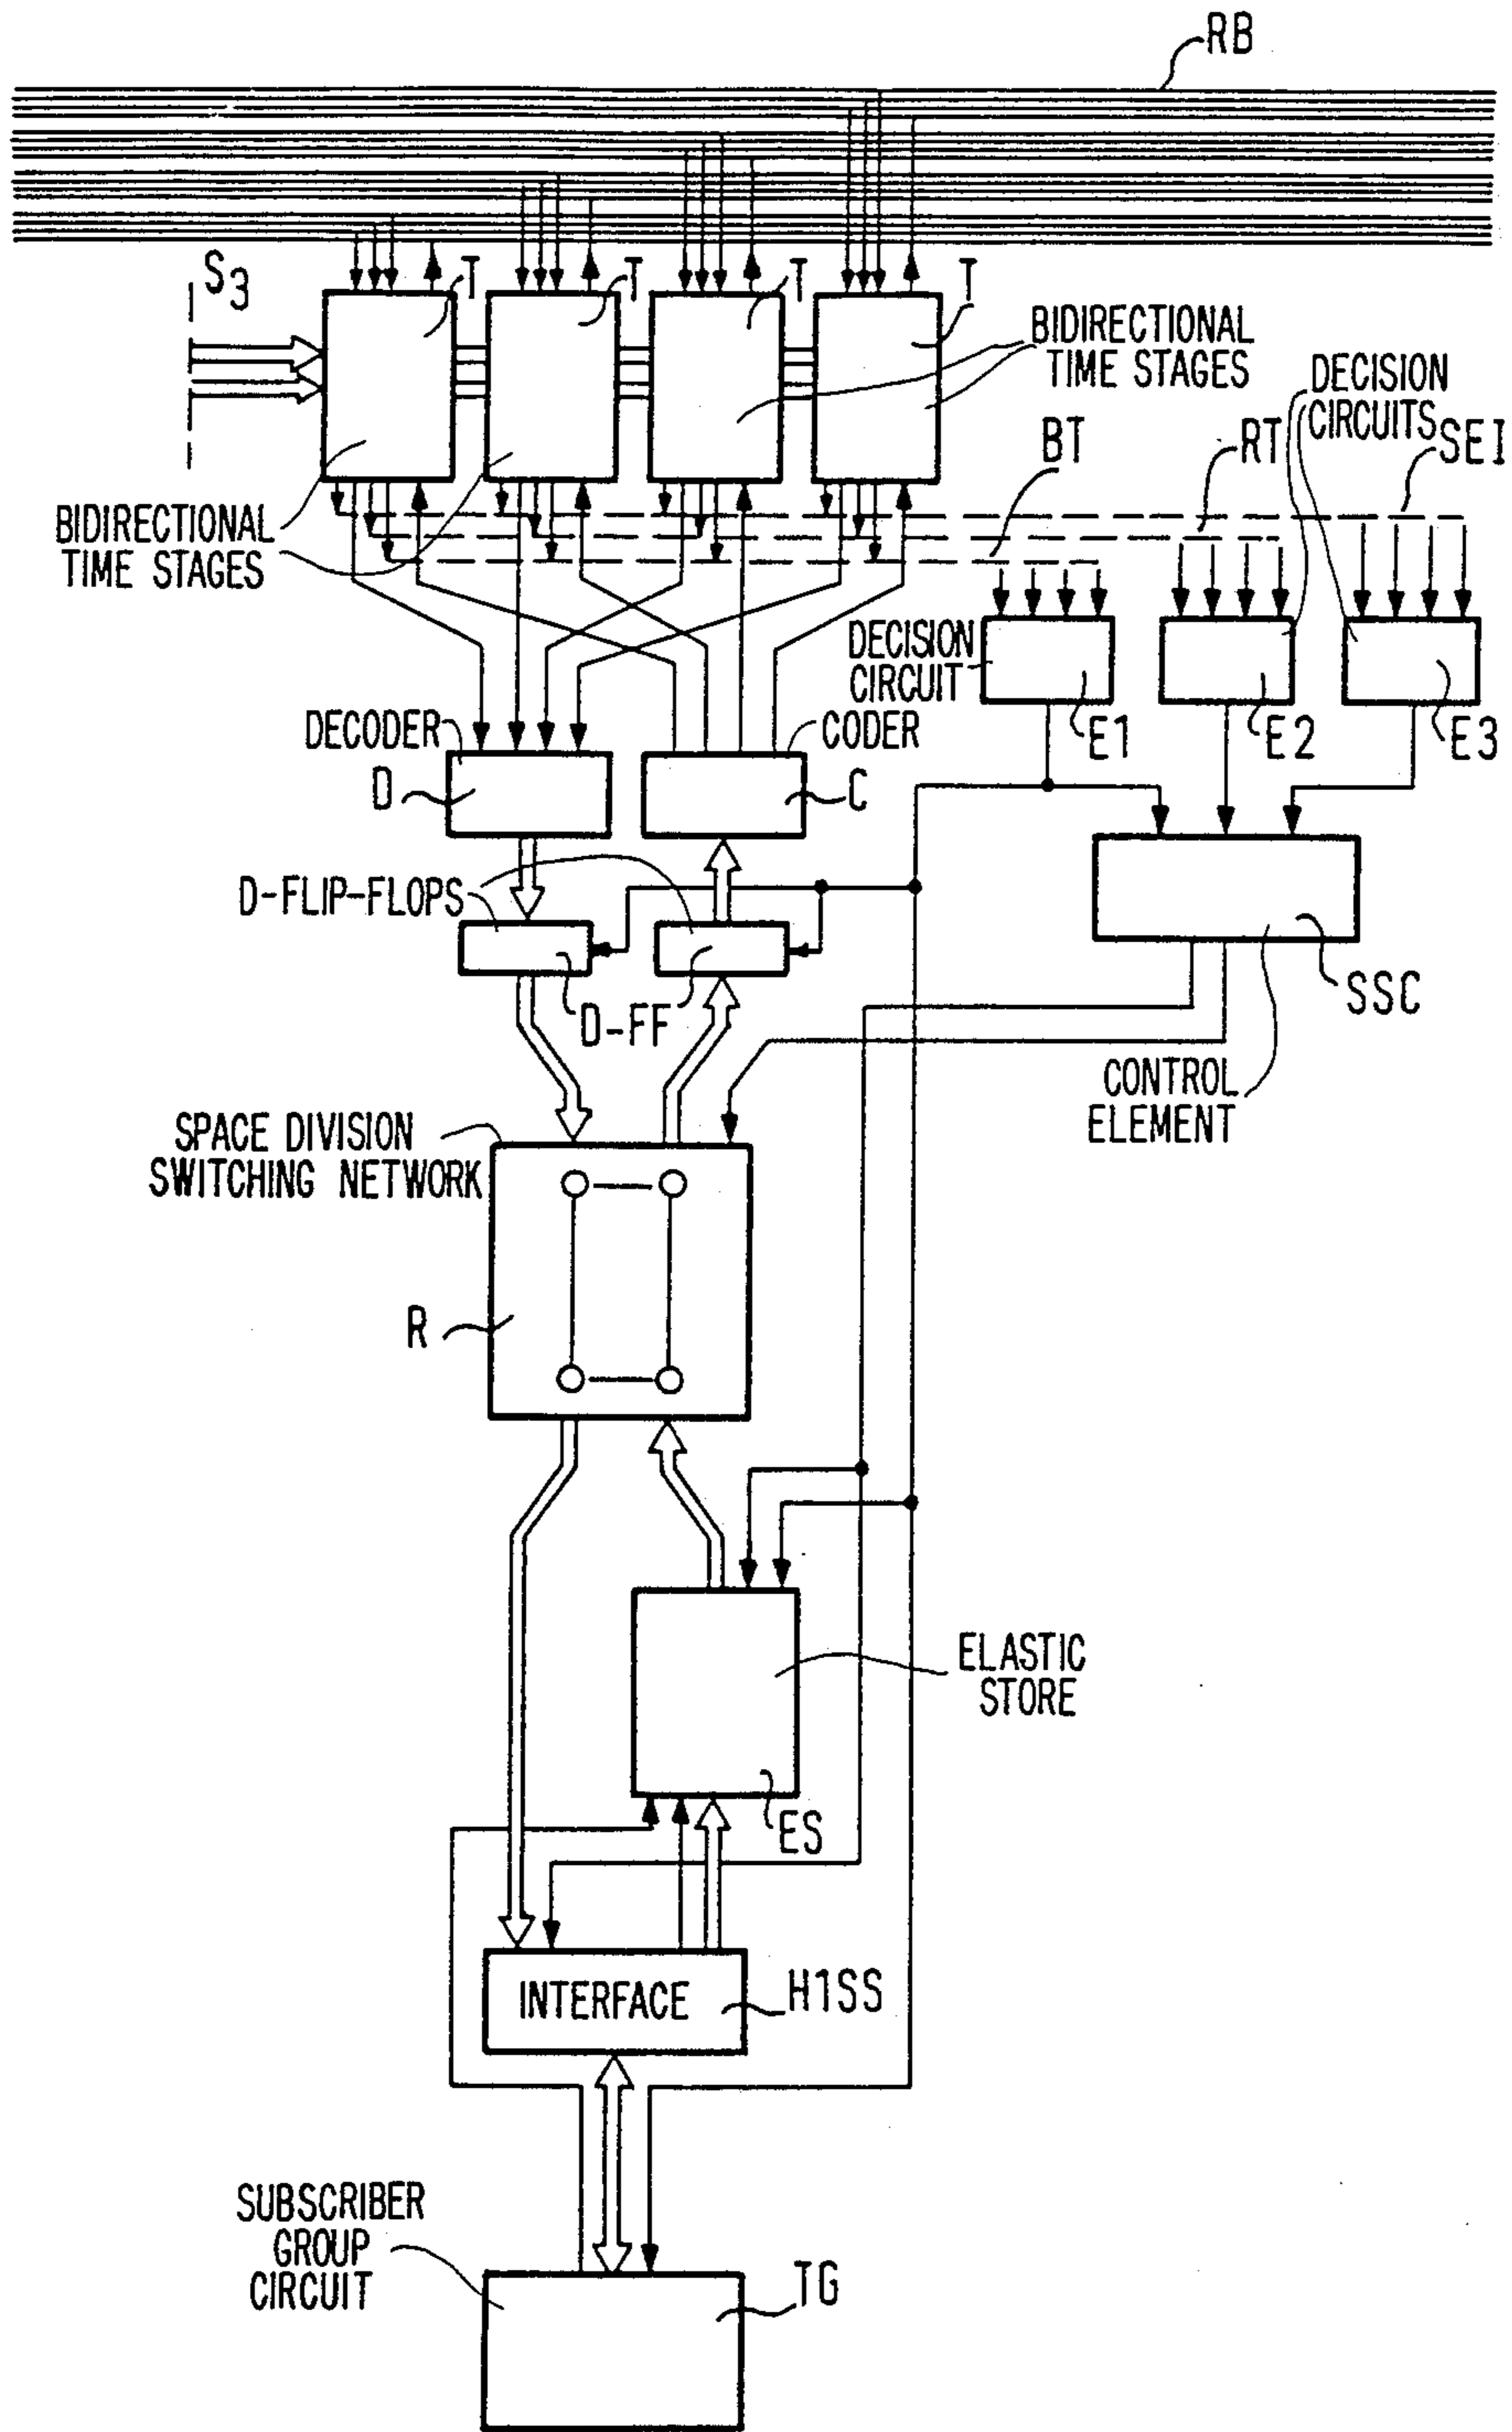 RB
S3
T
T
T
T
BIDIRECTIONAL
TIME STAGES
DECISION
CIRCUITS
BT
RT
SEI
BIDIRECTIONAL
TIME STAGES
DECISION
CIRCUIT
E1
E2
E3
DECODER
CODER
D
C
D-FLIP-FLOPS
D-FF
SSC
CONTROL
ELEMENT
SPACE DIVISION
SWITCHING NETWORK
R
ELASTIC
STORE
ES
INTERFACE
H1SS
SUBSCRIBER
GROUP
CIRCUIT
TG